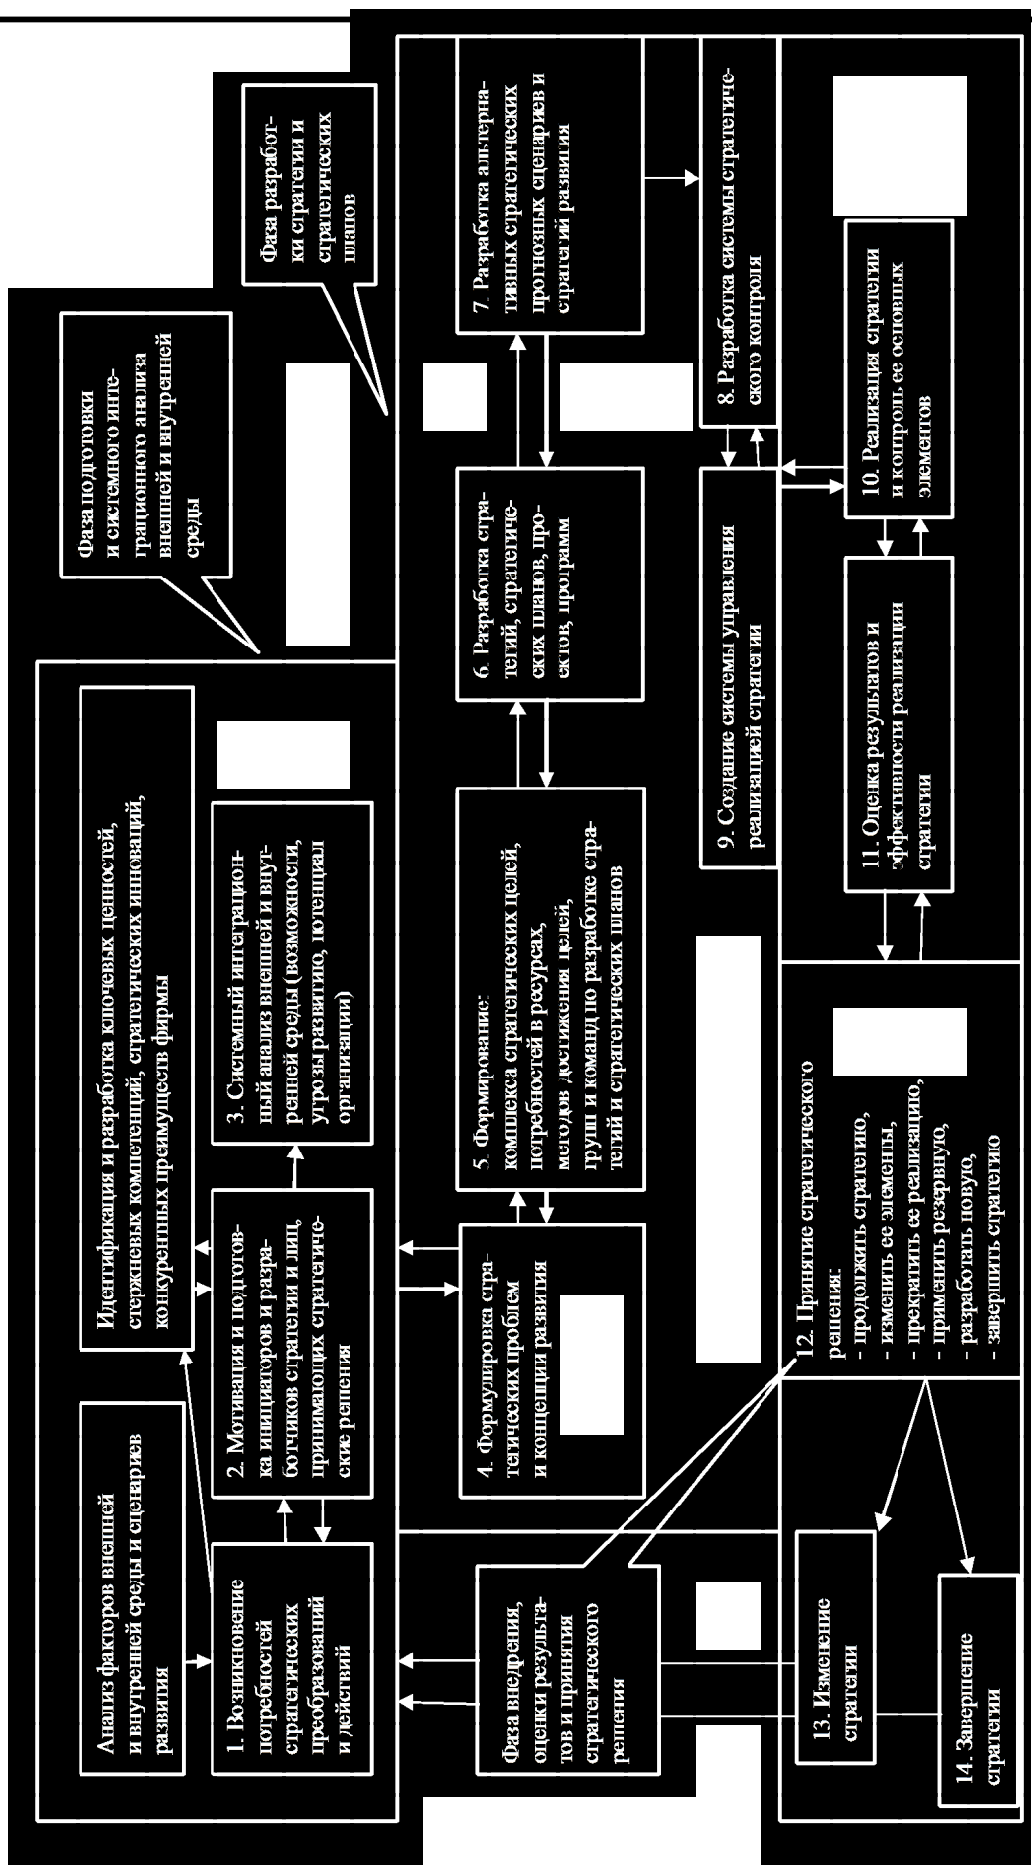 Анализ факторов внешней
и внутренней среды и сценариев
развития
Идентификация и разработка ключевых ценностей,
стержневых компетенций, стратегических инноваций,
конкурентных преимуществ фирмы
Фаза подготовки
и системного инте-
грационного анализа
внешней и внутренней
среды
1. Возникновение
потребностей
стратегических
преобразований
и действий
2. Мотивация и подготов-
ка инициаторов и разра-
ботчиков стратегии и лиц,
принимающих стратегиче-
ские решения
3. Системный интеграцион-
ный анализ внешней и внут-
ренней среды (возможности,
угрозы развитию, потенциал
организации)
Фаза разработ-
ки стратегии и
стратегических
планов
4. Формулировка стра-
тегических проблем
и концепции развития
5. Формирование:
комплекса стратегических целей,
потребностей в ресурсах,
методов достижения целей,
групп и команд по разработке стра-
тегий и стратегических планов
6. Разработка стра-
тегий, стратегиче-
ских планов, про-
ектов, программ
7. Разработка альтерна-
тивных стратегических
прогнозных сценариев и
стратегий развития
Фаза внедрения,
оценки результа-
тов и принятия
стратегического
решения
9. Создание системы управления
реализацией стратегии
8. Разработка системы стратегиче-
ского контроля
13. Изменение
стратегии
14. Завершение
стратегии
12. Принятие стратегического
решения:
- продолжить стратегию,
- изменить ее элементы,
- прекратить ее реализацию,
- применить резервную,
- разработать новую,
- завершить стратегию
11. Оценка результатов и
эффективности реализации
стратегии
10. Реализация стратегии
и контроль ее основных
элементов